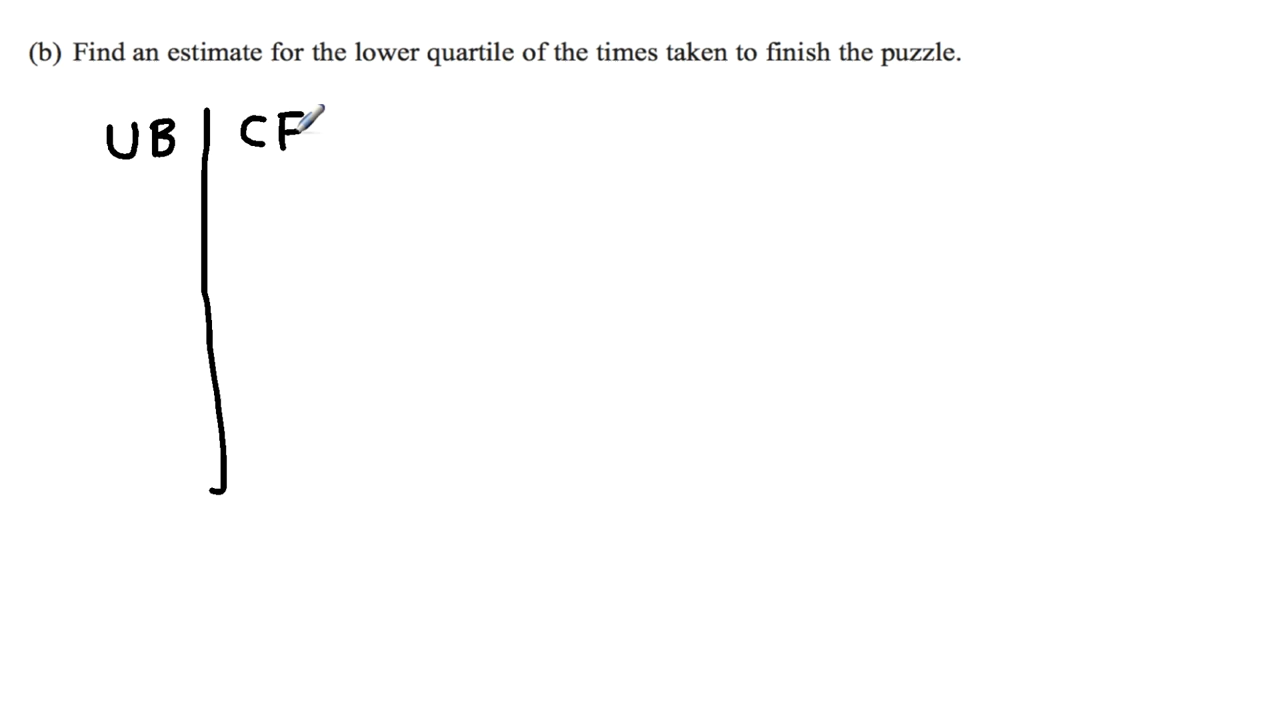 (b) Find an estimate for the lower quartile of the times taken to finish the puzzle.
UB | CF